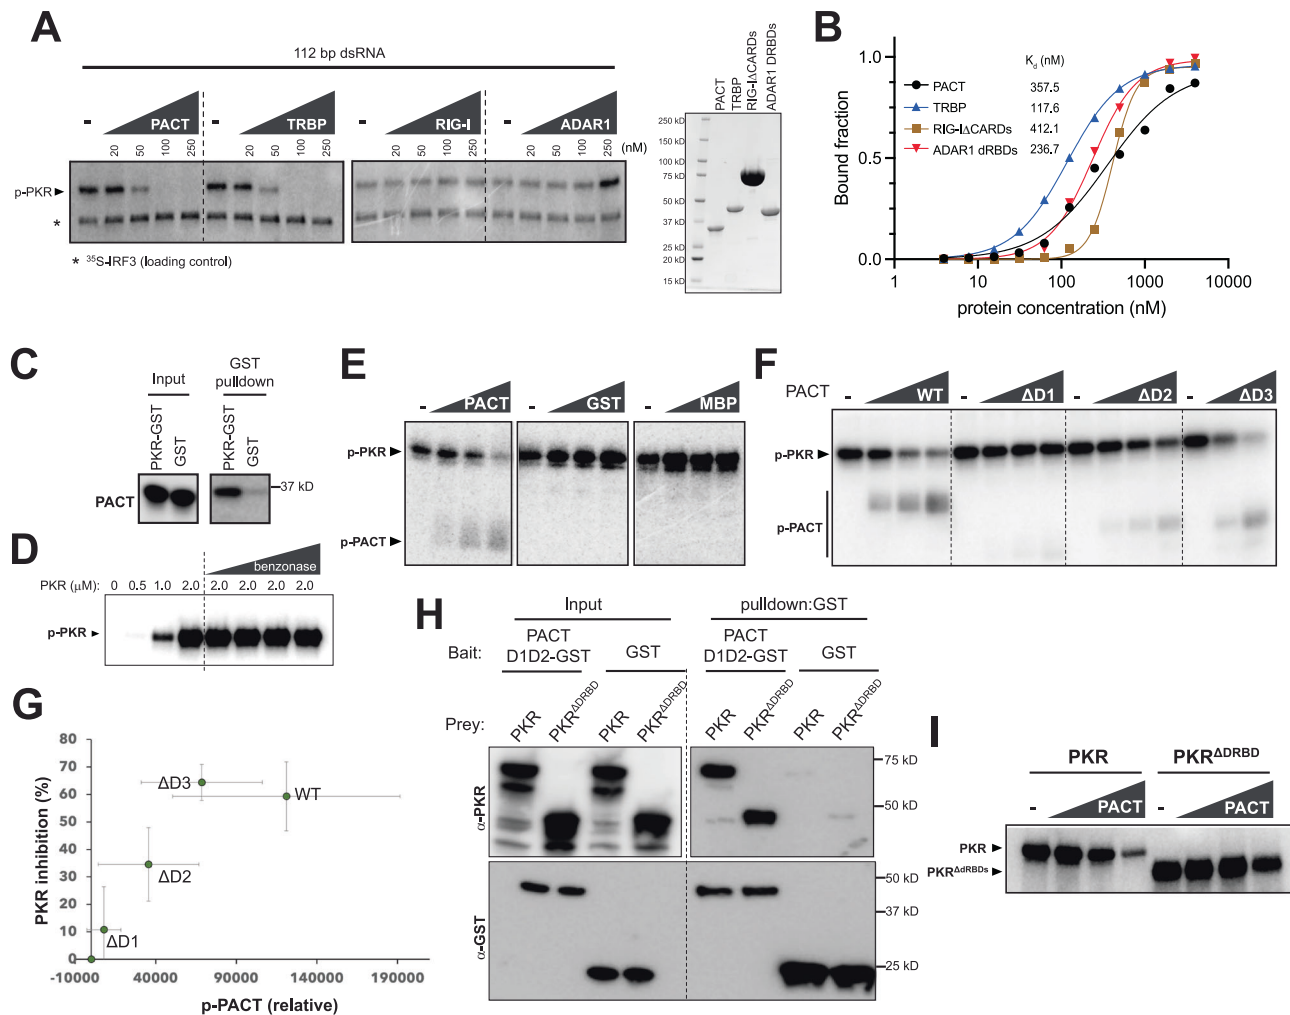 A
112 bp dsRNA
- PACT - TRBP - RIG-I - ADAR1
20 50 100 250 20 50 100 250 20 50 100 250 20 50 100 250 (nM)
p-PKR
*
* ³⁵S-IRF3 (loading control)
PACT
TRBP
RIG-IΔCARDs
ADAR1 DRBDs
250 kD
150 kD
100 kD
75 kD
50 kD
37 kD
25 kD
20 kD
15 kD
B
Kd (nM)
PACT 357.5
TRBP 117.6
RIG-IΔCARDs 412.1
ADAR1 dRBDs 236.7
Bound fraction
1.0
0.5
0.0
1 10 100 1000 10000
protein concentration (nM)
C
Input
GST
pulldown
PKR-GST GST PKR-GST GST
PACT
37 kD
D
benzonase
PKR (μM): 0 0.5 1.0 2.0 2.0 2.0 2.0 2.0
p-PKR
E
- PACT - GST - MBP
p-PKR
p-PACT
F
PACT - WT - ΔD1 - ΔD2 - ΔD3
p-PKR
p-PACT
G
PKR inhibition (%)
80
70
60
50
40
30
20
10
0
ΔD3
WT
ΔD2
ΔD1
-10000 40000 90000 140000 190000
p-PACT (relative)
H
Input pulldown:GST
Bait: PACT D1D2-GST GST PACT D1D2-GST GST
Prey: PKR PKRΔDRBD PKR PKRΔDRBD PKR PKRΔDRBD PKR PKRΔDRBD
α-PKR
75 kD
50 kD
α-GST
50 kD
37 kD
25 kD
I
PKR PKRΔDRBD
- PACT - PACT
PKR
PKRΔdRBDs